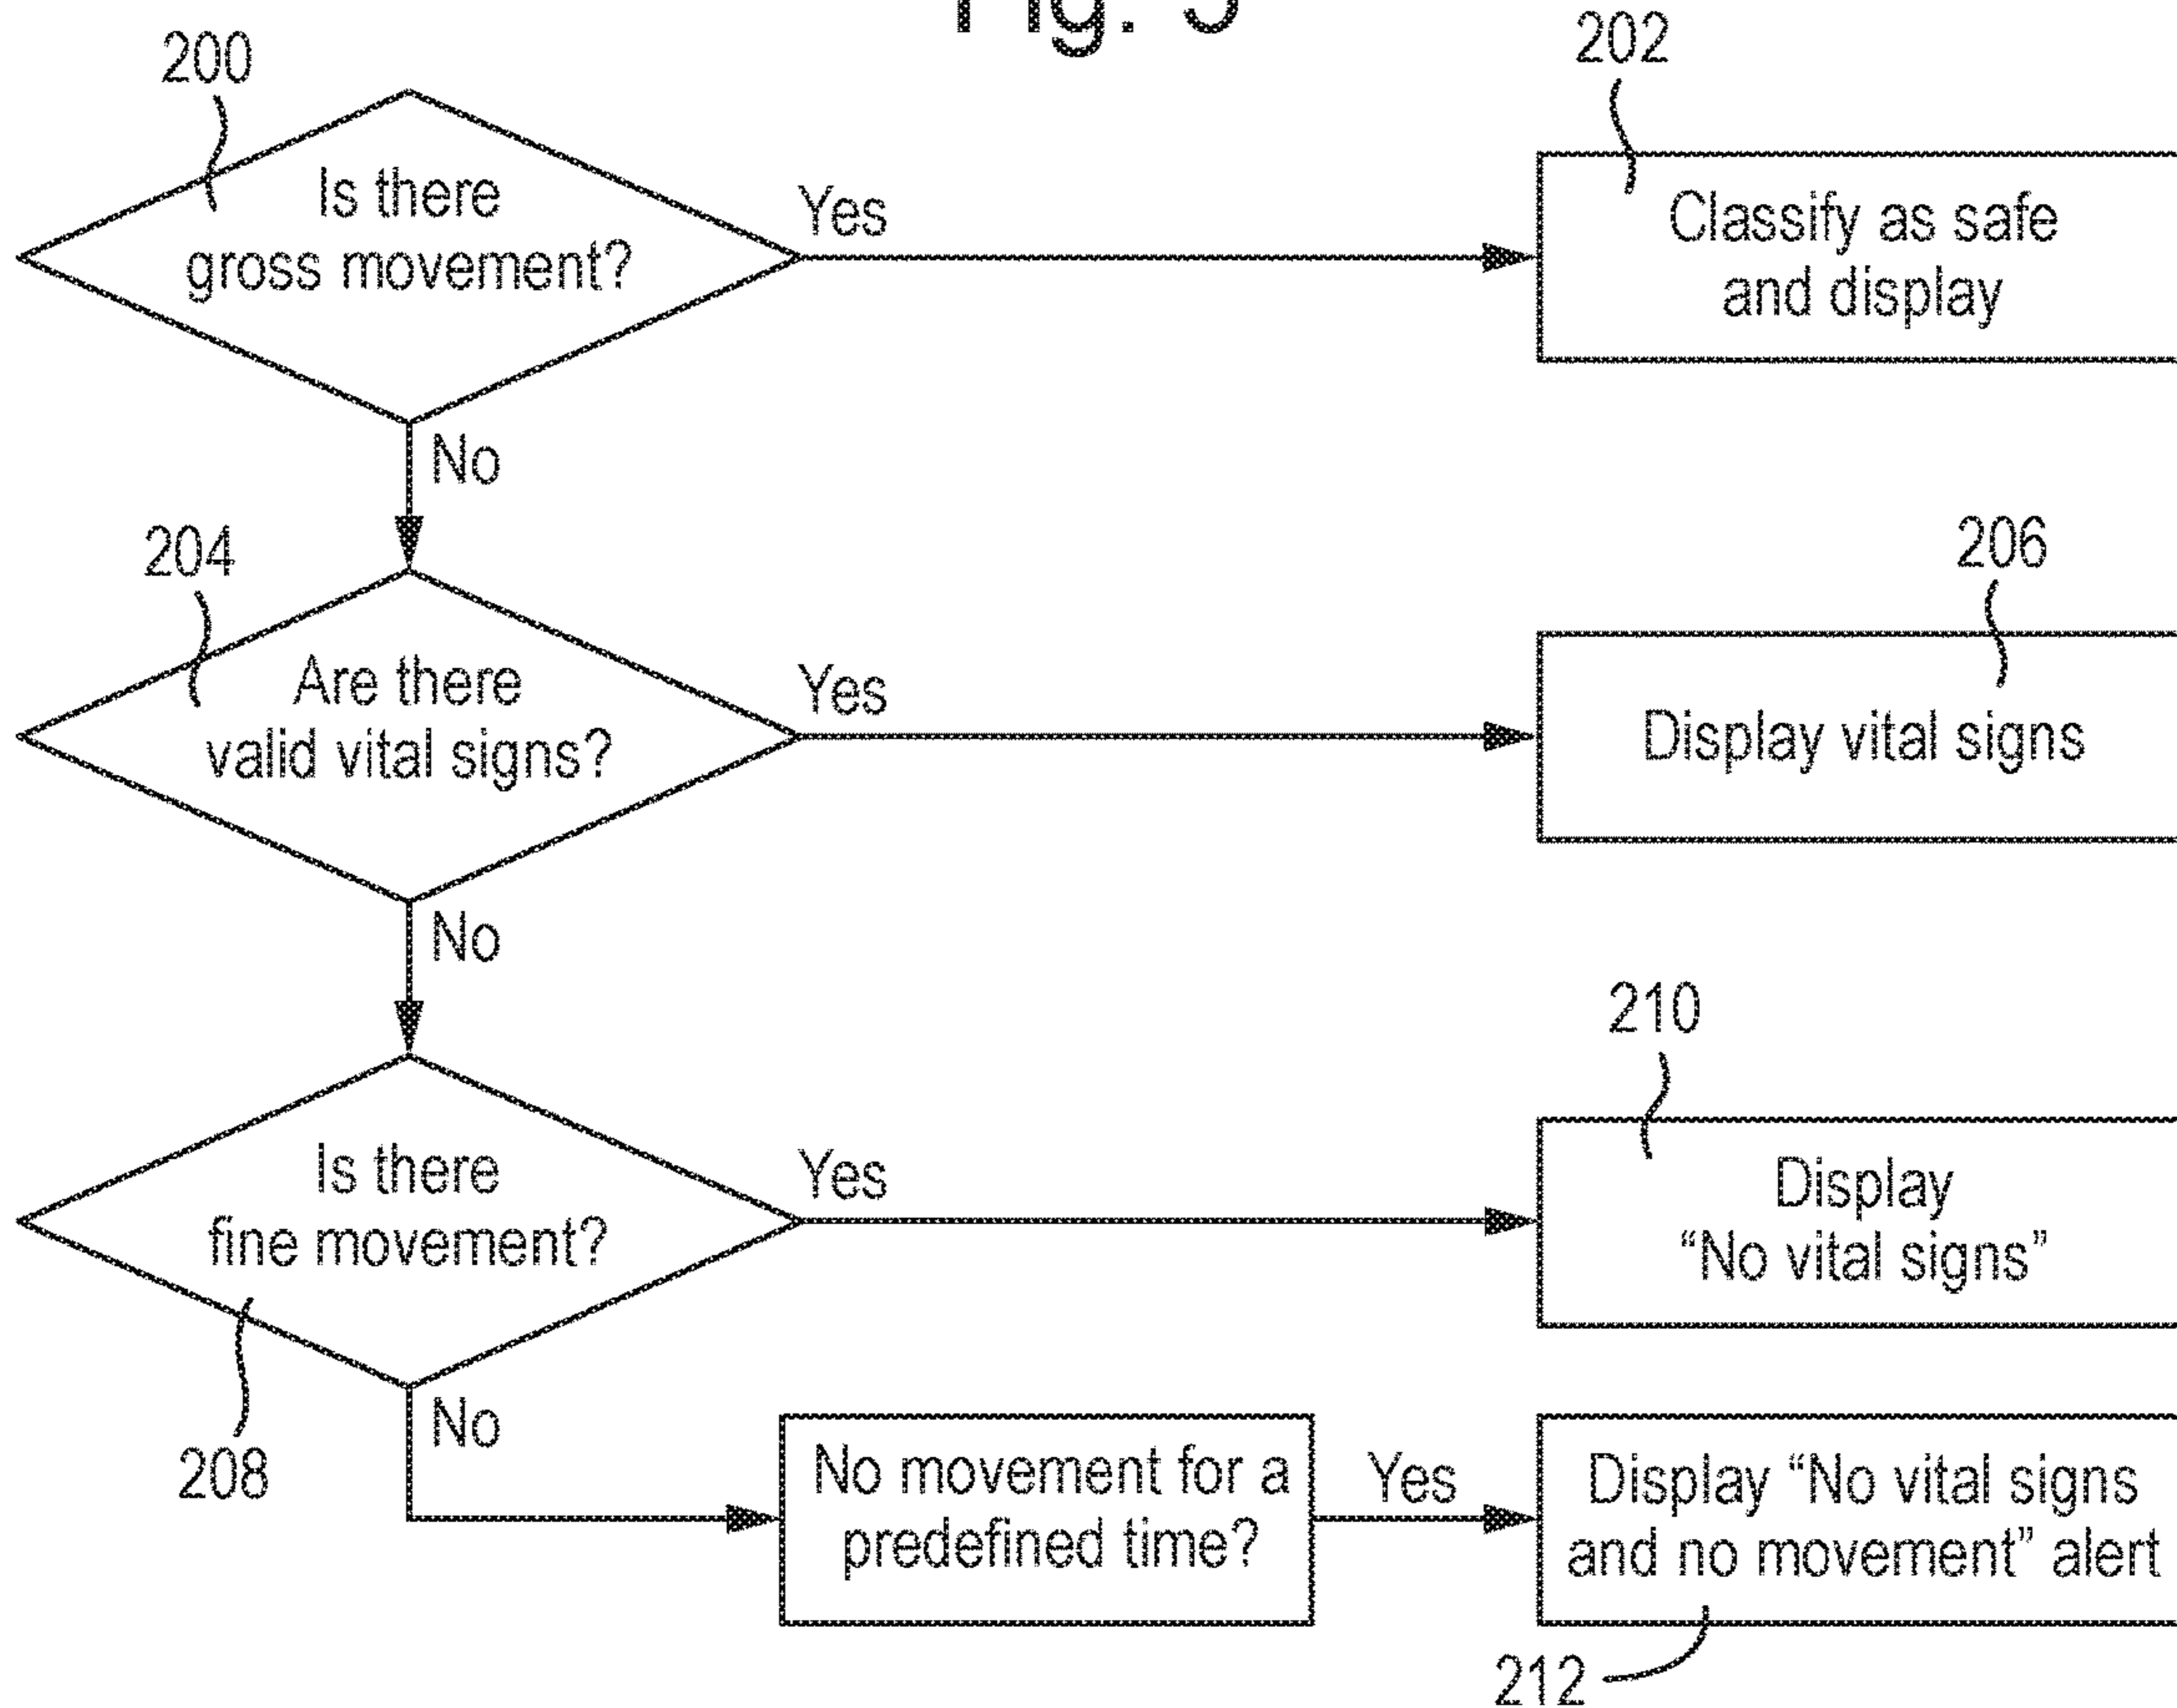 200
202
Is there
gross movement?
Yes
Classify as safe
and display
No
204
206
Are there
valid vital signs?
Yes
Display vital signs
No
210
Is there
fine movement?
Yes
Display
“No vital signs”
208
No
No movement for a
predefined time?
Yes
Display “No vital signs
and no movement” alert
212